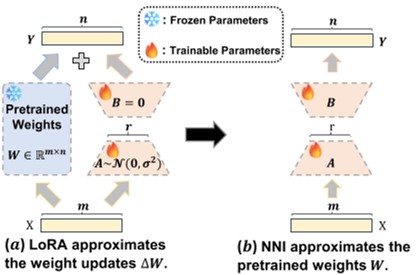 n
Y
: Frozen Parameters
: Trainable Parameters
n
Y
Pretrained
Weights
W ∈ ℝ^{m×n}
B = 0
r
A~𝒩(0, σ²)
B
r
A
m
X
m
X
(a) LoRA approximates
the weight updates ΔW.
(b) NNI approximates the
pretrained weights W.